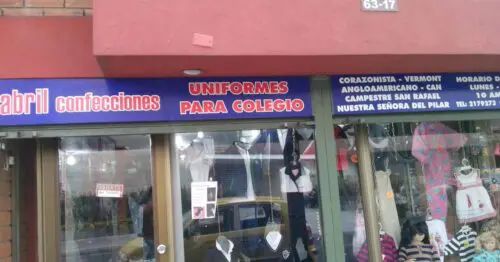 63-17
abril confecciones
UNIFORMES
PARA COLEGIO
CORAZONISTA - VERMONT
ANGLOAMERICANO - CAN
CAMPESTRE SAN RAFAEL
NUESTRA SEÑORA DEL PILAR
HORARIO D
LUNES -
10 AM
TEL: 2179273